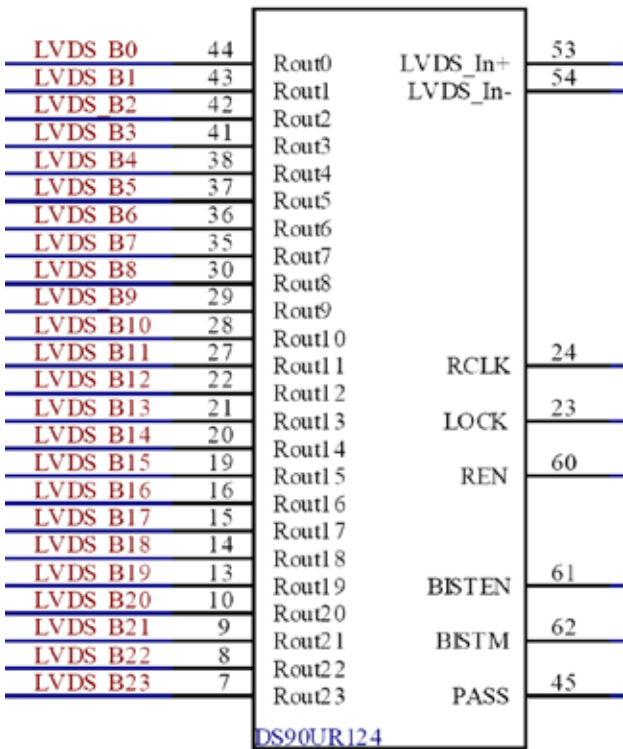 LVDS_B0 44 Rout0 LVDS_In+ 53
LVDS_B1 43 Rout1 LVDS_In- 54
LVDS_B2 42 Rout2
LVDS_B3 41 Rout3
LVDS_B4 38 Rout4
LVDS_B5 37 Rout5
LVDS_B6 36 Rout6
LVDS_B7 35 Rout7
LVDS_B8 30 Rout8
LVDS_B9 29 Rout9
LVDS_B10 28 Rout10
LVDS_B11 27 Rout11 RCLK 24
LVDS_B12 22 Rout12
LVDS_B13 21 Rout13 LOCK 23
LVDS_B14 20 Rout14
LVDS_B15 19 Rout15 REN 60
LVDS_B16 16 Rout16
LVDS_B17 15 Rout17
LVDS_B18 14 Rout18
LVDS_B19 13 Rout19 BISTEN 61
LVDS_B20 10 Rout20
LVDS_B21 9 Rout21 BISTM 62
LVDS_B22 8 Rout22
LVDS_B23 7 Rout23 PASS 45
DS90UR124